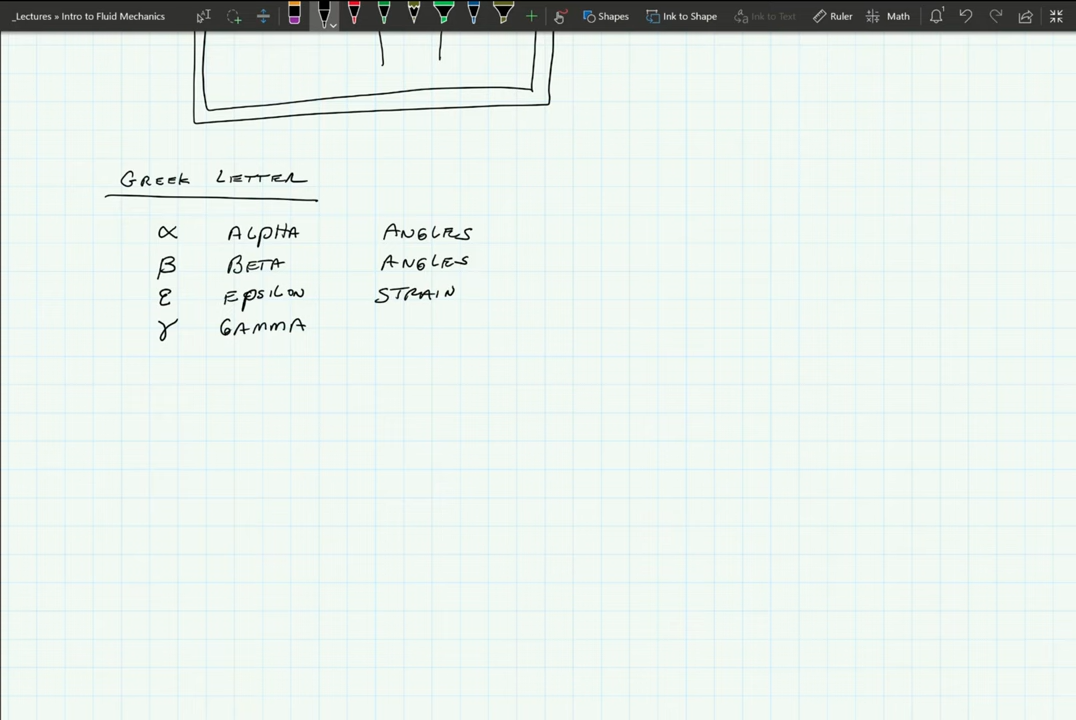 _Lectures » Intro to Fluid Mechanics Shapes Ink to Shape Ink to Text Ruler Math
GREEK LETTER
α ALPHA ANGLES
β BETA ANGLES
ε EPSILON STRAIN
γ GAMMA